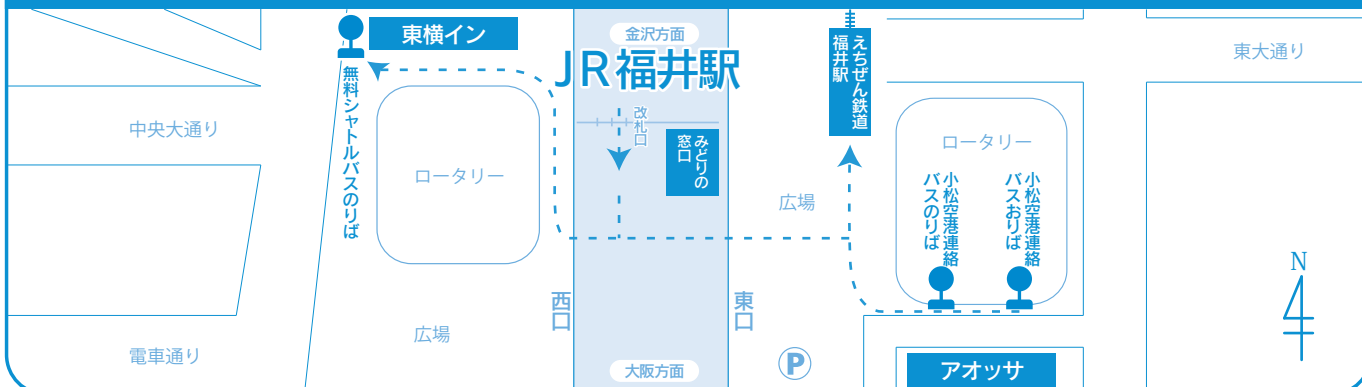 東横イン
無料シャトルバスのりば
中央大通り
ロータリー
電車通り
広場
西口
金沢方面
JR福井駅
改札口
みどりの
窓口
大阪方面
東口
広場
P
えちぜん鉄道
福井駅
ロータリー
小松空港連絡
バスのりば
小松空港連絡
バスおりば
アオッサ
東大通り
N